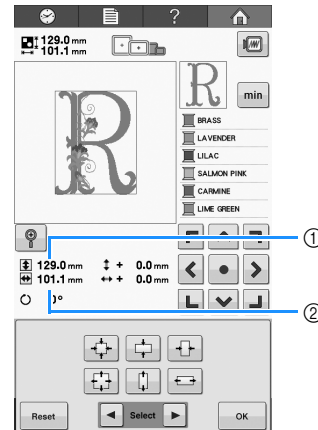 ?
129.0 mm
101.1 mm
R
min
BRASS
LAVENDER
LILAC
SALMON PINK
CARMINE
LIME GREEN
R
129.0 mm + 0.0 mm
101.1 mm + 0.0 mm
0°
①
②
Reset
Select
OK